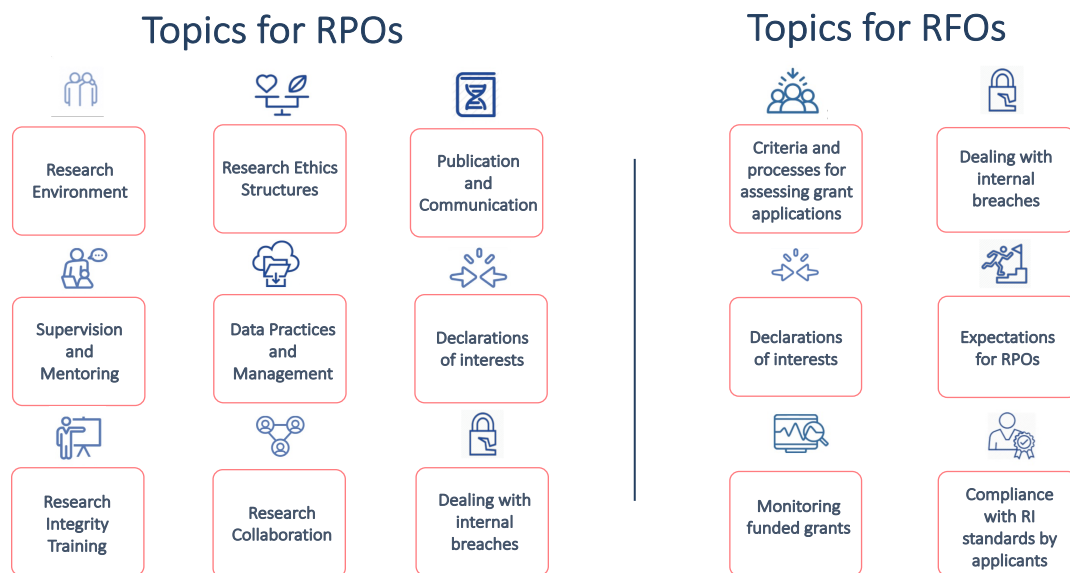 Topics for RPOs
Research
Environment
Research Ethics
Structures
Publication
and
Communication
Supervision
and
Mentoring
Data Practices
and
Management
Declarations
of interests
Research
Integrity
Training
Research
Collaboration
Dealing with
internal
breaches
Topics for RFOs
Criteria and
processes for
assessing grant
applications
Dealing with
internal
breaches
Declarations
of interests
Expectations
for RPOs
Monitoring
funded grants
Compliance
with RI
standards by
applicants